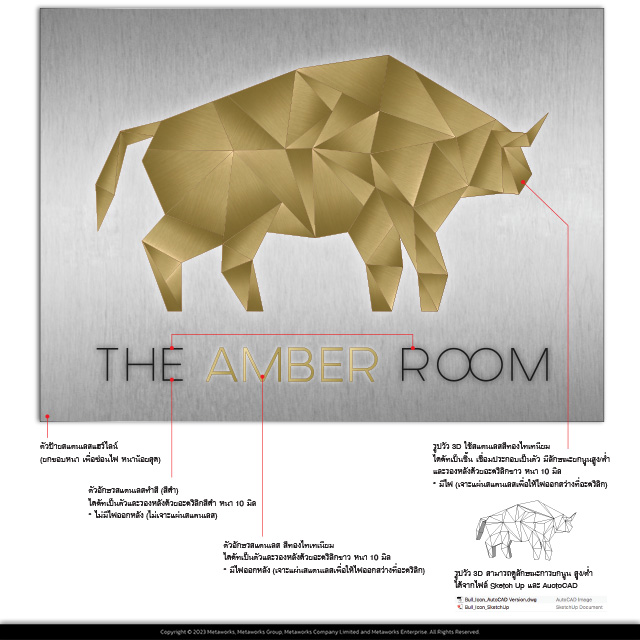 THE AMBER ROOM
ตัวป้ายสแตนเลสแฮร์ไลน์
(ยกขอบหนา เพื่อซ่อนไฟ หนาน้อยสุด)
ตัวอักษรสแตนเลสทำสี (สีดำ)
ไดคัทเป็นตัวและรองหลังด้วยอะคริลิกสีดำ หนา 10 มิล
* ไม่มีไฟออกหลัง (ไม่เจาะแผ่นสแตนเลส)
ตัวอักษรสแตนเลส สีทองไทเทเนียม
ไดคัทเป็นตัวและรองหลังด้วยอะคริลิกขาว หนา 10 มิล
* มีไฟออกหลัง (เจาะแผ่นสแตนเลสเพื่อให้ไฟออกสว่างที่อะคริลิก)
รูปวัว 3D ใช้สแตนเลสสีทองไทเทเนียม
ไดคัทเป็นชิ้น เชื่อมประกอบเป็นตัว มีลักษณะยกนูนสูง/ต่ำ
และรองหลังด้วยอะคริลิกขาว หนา 10 มิล
* มีไฟ (เจาะแผ่นสแตนเลสเพื่อให้ไฟออกสว่างที่อะคริลิก)
รูปวัว 3D สามารถดูลักษณะการยกนูน สูง/ต่ำ
ได้จากไฟล์ Sketch Up และ AuotoCAD
Bull_Icon_AutoCAD Version.dwg AutoCAD Image
Bull_Icon_SketchUp SketchUp Document
Copyright © 2023 Metaworks, Metaworks Group, Metaworks Company Limited and Metaworks Enterprise. All Rights Reserved.